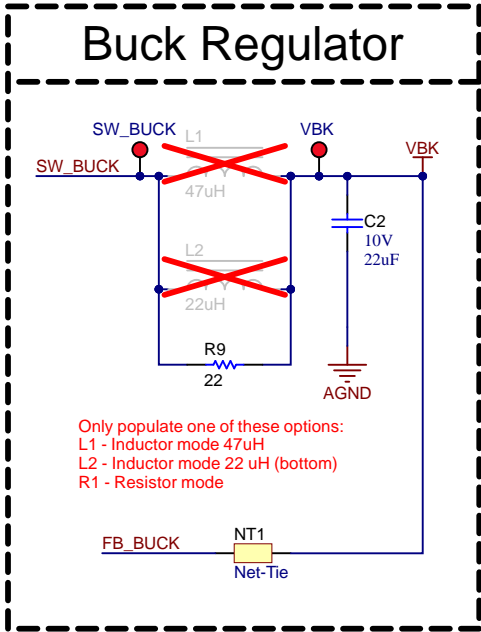 Buck Regulator
SW_BUCK
L1
VBK
VBK
SW_BUCK
47uH
C2
10V
22uF
L2
22uH
R9
22
AGND
Only populate one of these options:
L1 - Inductor mode 47uH
L2 - Inductor mode 22 uH (bottom)
R1 - Resistor mode
NT1
FB_BUCK
Net-Tie